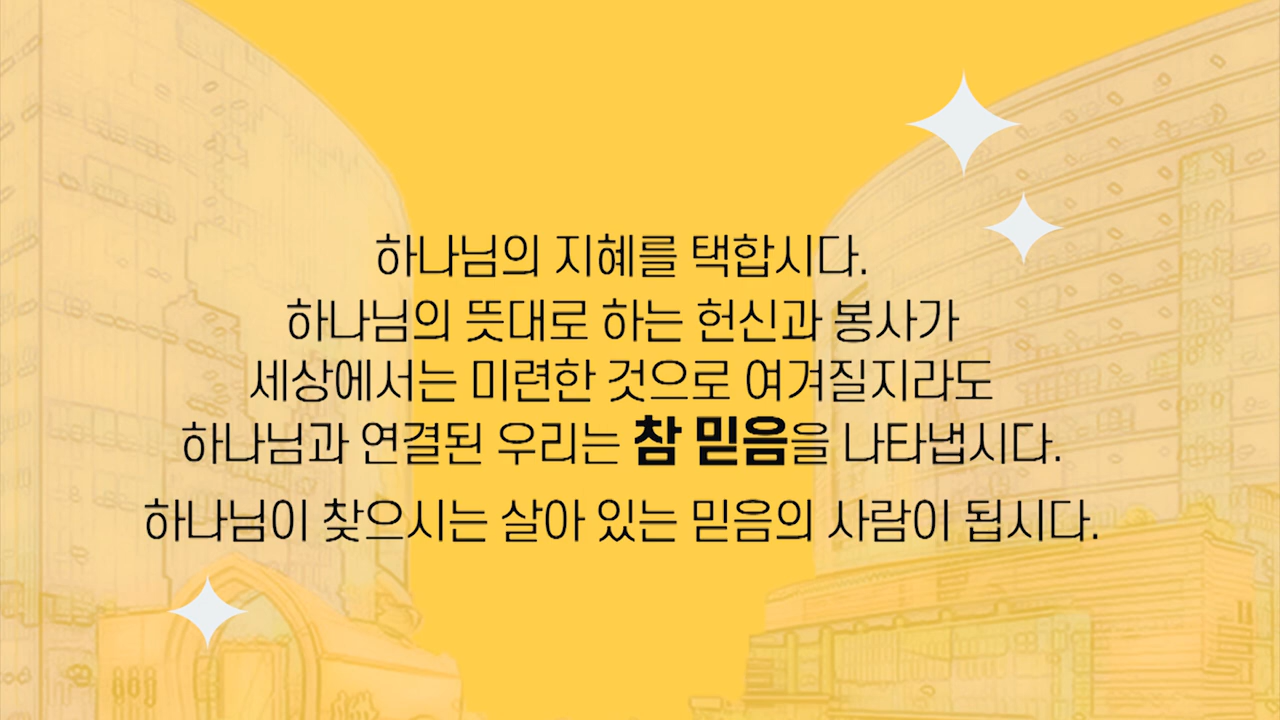 하나님의 지혜를 택합시다.
하나님의 뜻대로 하는 헌신과 봉사가
세상에서는 미련한 것으로 여겨질지라도
하나님과 연결된 우리는 참 믿음을 나타냅시다.
하나님이 찾으시는 살아 있는 믿음의 사람이 됩시다.